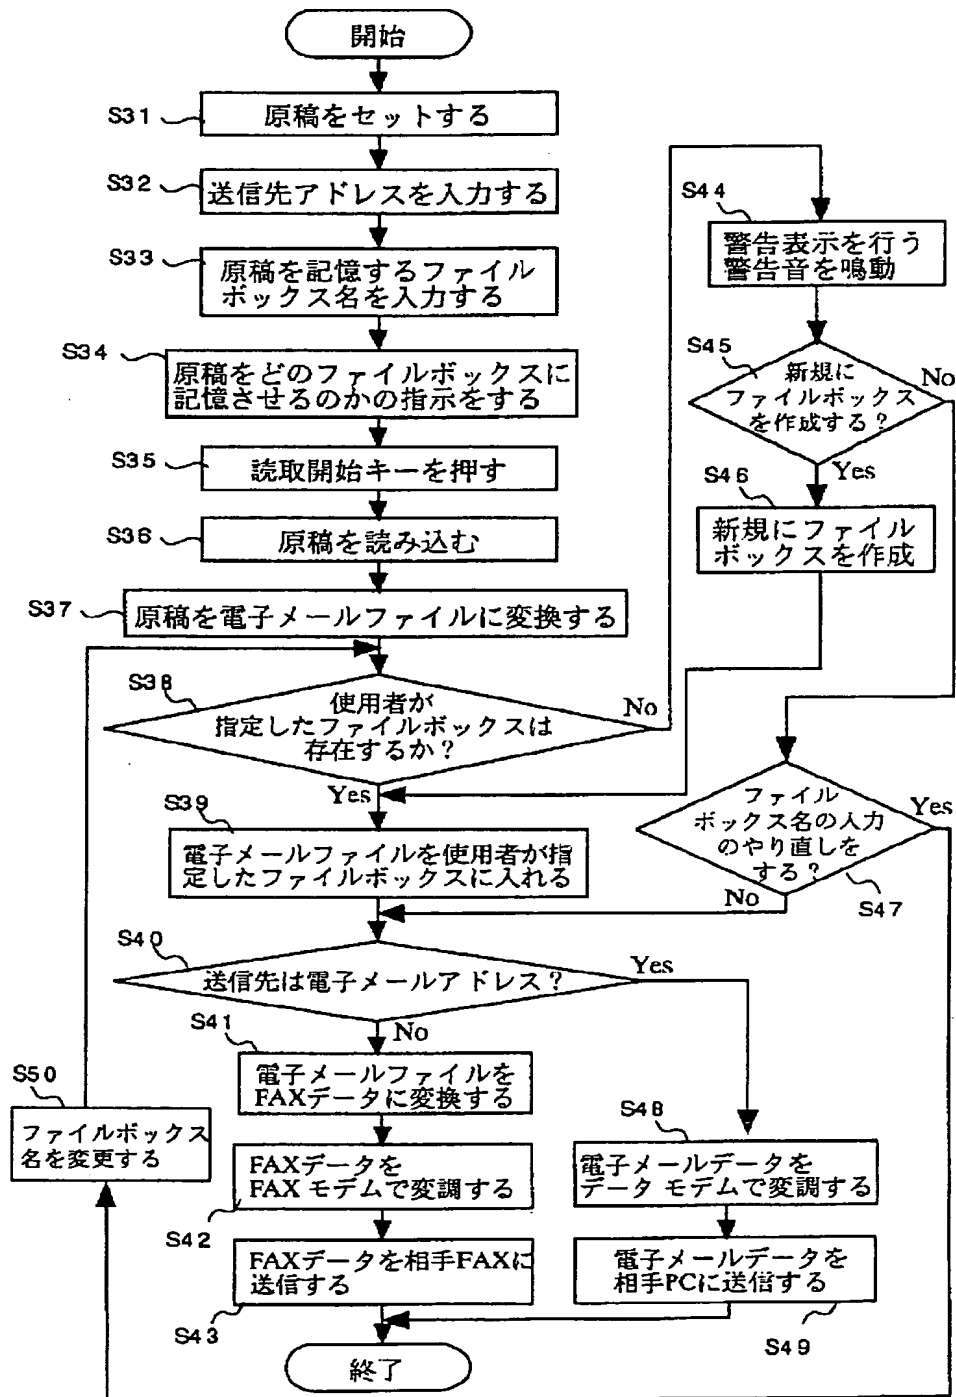 開始
S31
原稿をセットする
S32
送信先アドレスを入力する
S33
原稿を記憶するファイル
ボックス名を入力する
S34
原稿をどのファイルボックスに
記憶させるのかの指示をする
S35
読取開始キーを押す
S36
原稿を読み込む
S37
原稿を電子メールファイルに変換する
S38
使用者が
指定したファイルボックスは
存在するか?
No
Yes
S44
警告表示を行う
警告音を鳴動
S45
新規に
ファイルボックス
を作成する?
No
Yes
S46
新規にファイル
ボックスを作成
S39
電子メールファイルを使用者が指
定したファイルボックスに入れる
ファイル
ボックス名の入力
のやり直しを
する?
Yes
No
S47
S40
送信先は電子メールアドレス?
Yes
No
S41
電子メールファイルを
FAXデータに変換する
S50
ファイルボックス
名を変更する
FAXデータを
FAX モデムで変調する
S42
S48
電子メールデータを
データ モデムで変調する
FAXデータを相手FAXに
送信する
S43
電子メールデータを
相手PCに送信する
S49
終了